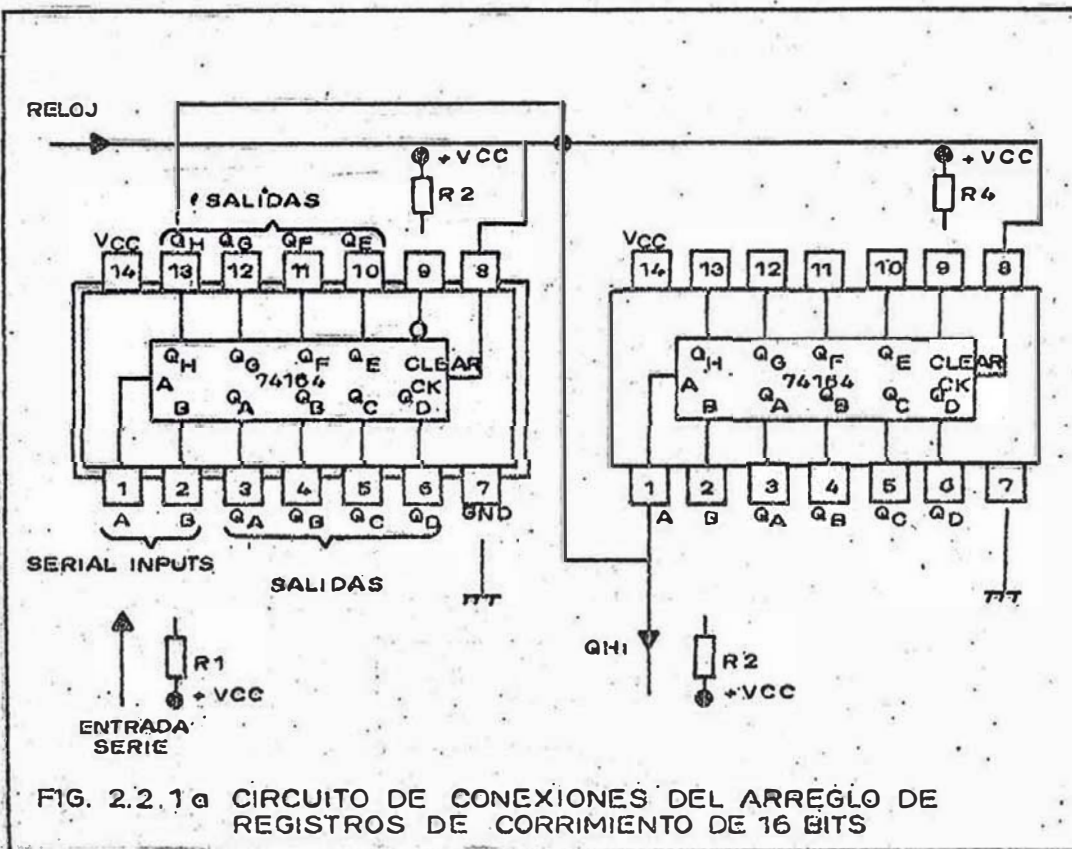 RELOJ
+VCC
R2
+VCC
R4
SALIDAS
VCC QH QG QF QE
14 13 12 11 10 9 8
VCC
14 13 12 11 10 9 8
QH QG QF QE CLEAR
A 74164 CK
B QA QB QC QD
QH QG QF QE CLEAR
A 74164 CK
B QA QB QC QD
1 2 3 4 5 6 7
A B QA QB QC QD GND
1 2 3 4 5 6 7
A B QA QB QC QD
SERIAL INPUTS
SALIDAS
R1
+VCC
QH1
R2
+VCC
ENTRADA
SERIE
FIG. 2.2.1a CIRCUITO DE CONEXIONES DEL ARREGLO DE
REGISTROS DE CORRIMIENTO DE 16 BITS